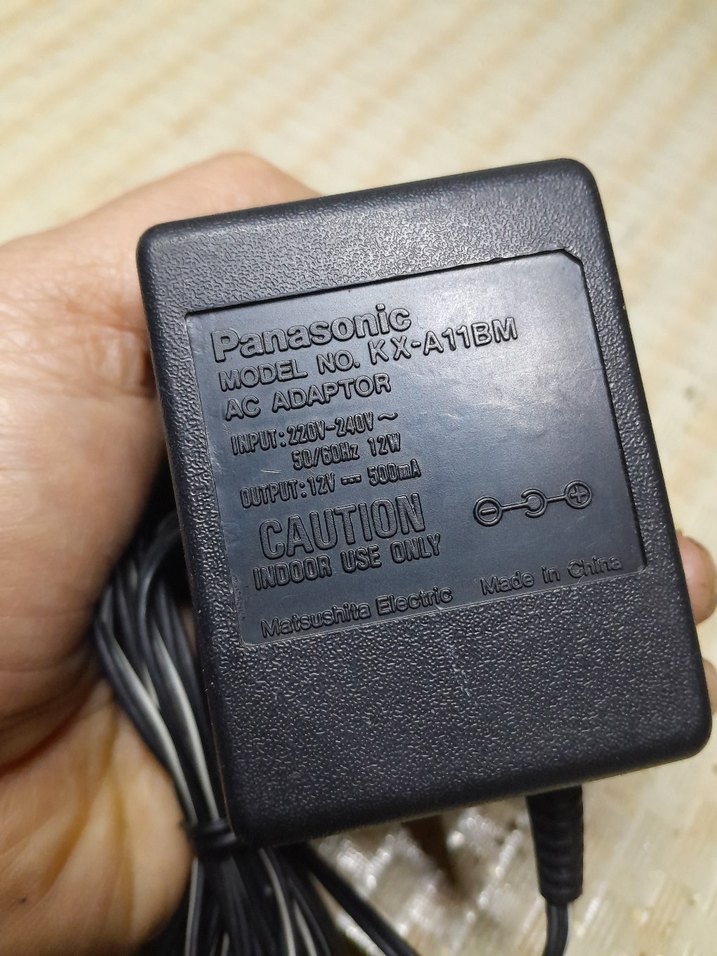 Panasonic
MODEL NO. KX-A11BM
AC ADAPTOR
INPUT: 220V-240V ~
50/60Hz 12W
OUTPUT: 12V ⎓ 500mA
CAUTION
INDOOR USE ONLY
Matsushita Electric Made in China